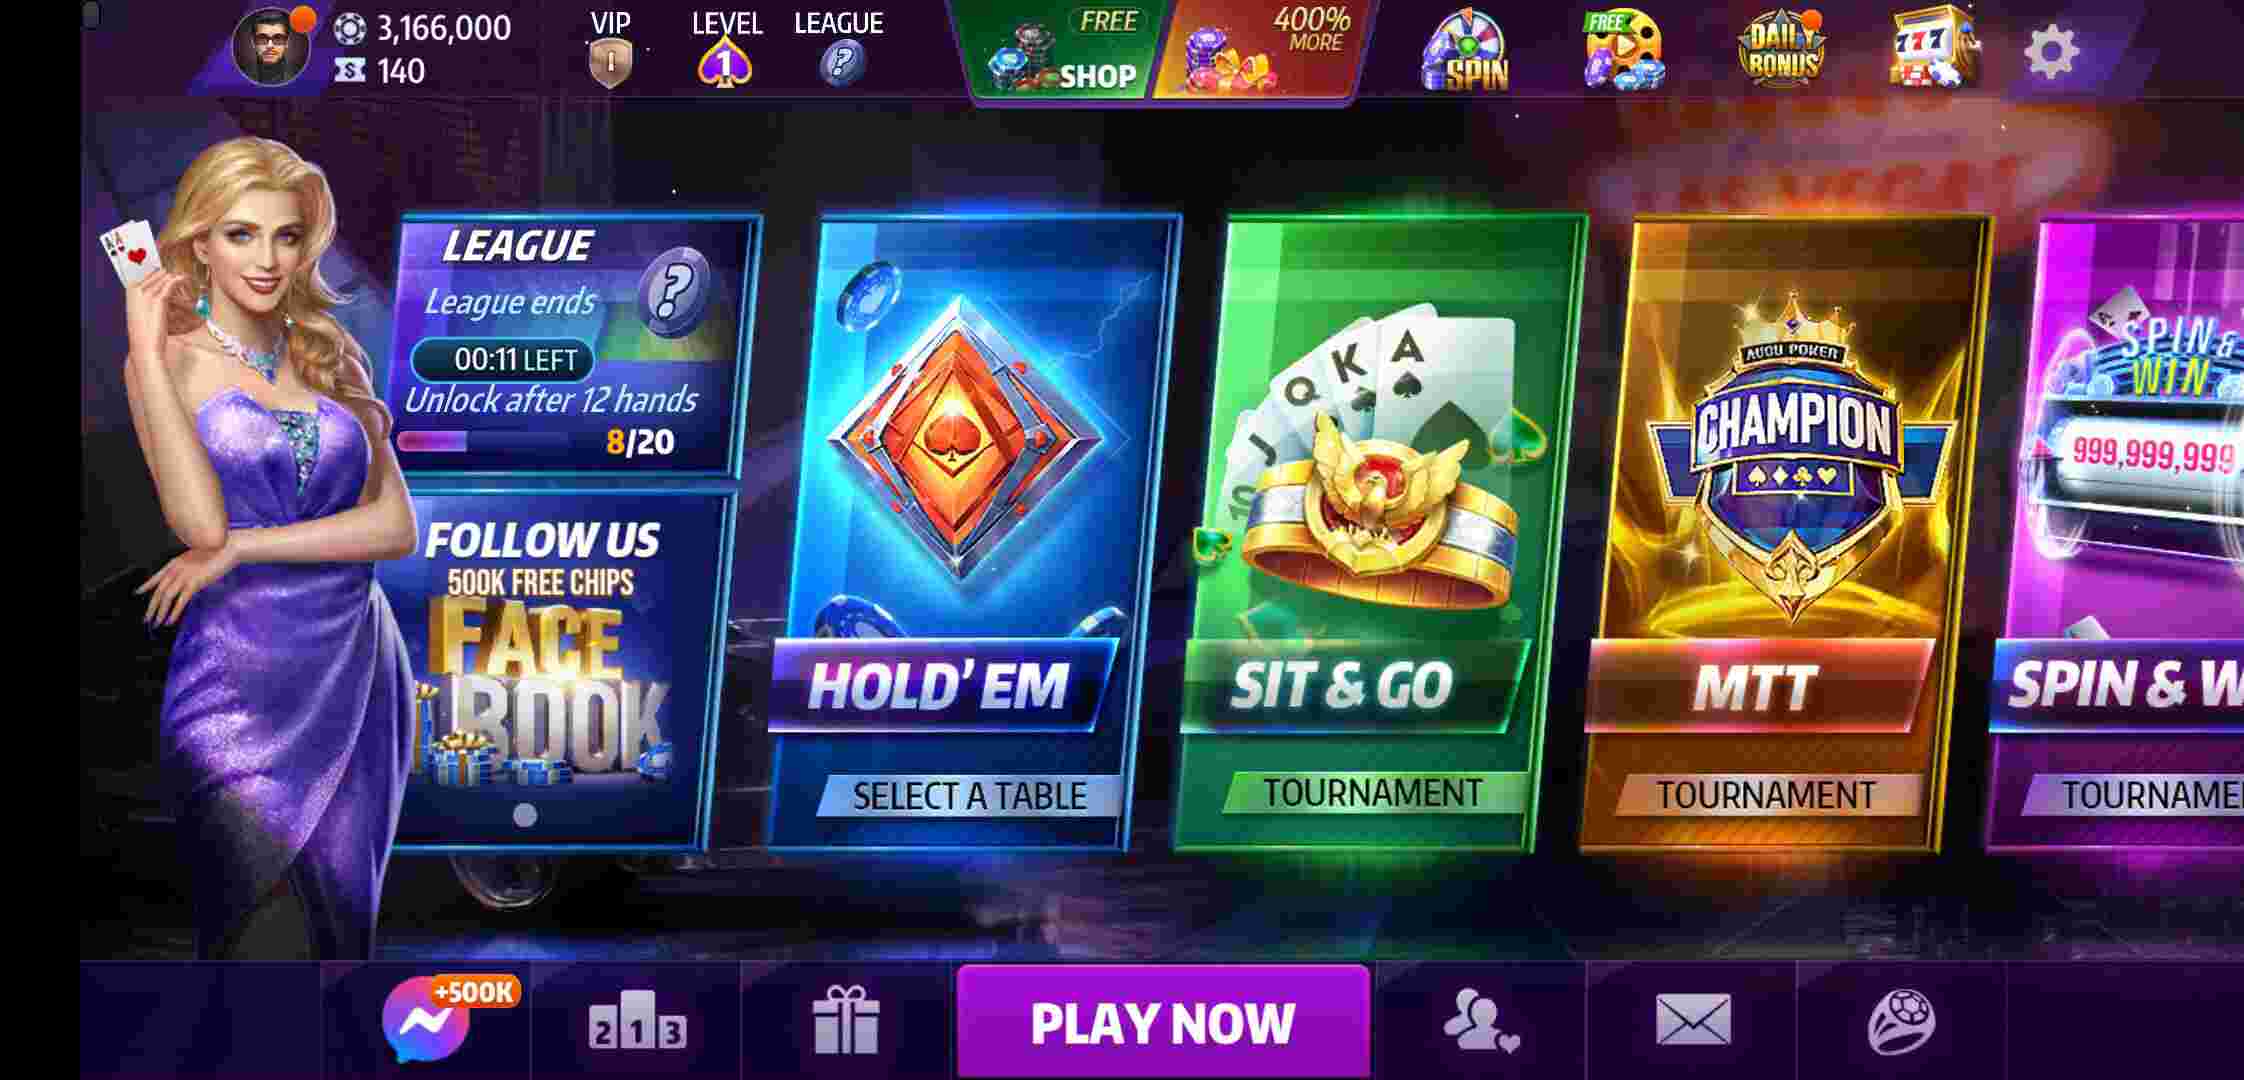 3,166,000
140
VIP
1
LEVEL
1
LEAGUE
?
FREE
SHOP
400%
MORE
SPIN
FREE
DAILY
BONUS
777
LEAGUE
League ends
?
00:11 LEFT
Unlock after 12 hands
8/20
FOLLOW US
500K FREE CHIPS
FACE
BOOK
HOLD'EM
SELECT A TABLE
10 J Q K A
SIT & GO
TOURNAMENT
CHAMPION
MTT
TOURNAMENT
SPIN &
WIN
999,999,999
SPIN & W
TOURNAME
+500K
2 1 3
PLAY NOW